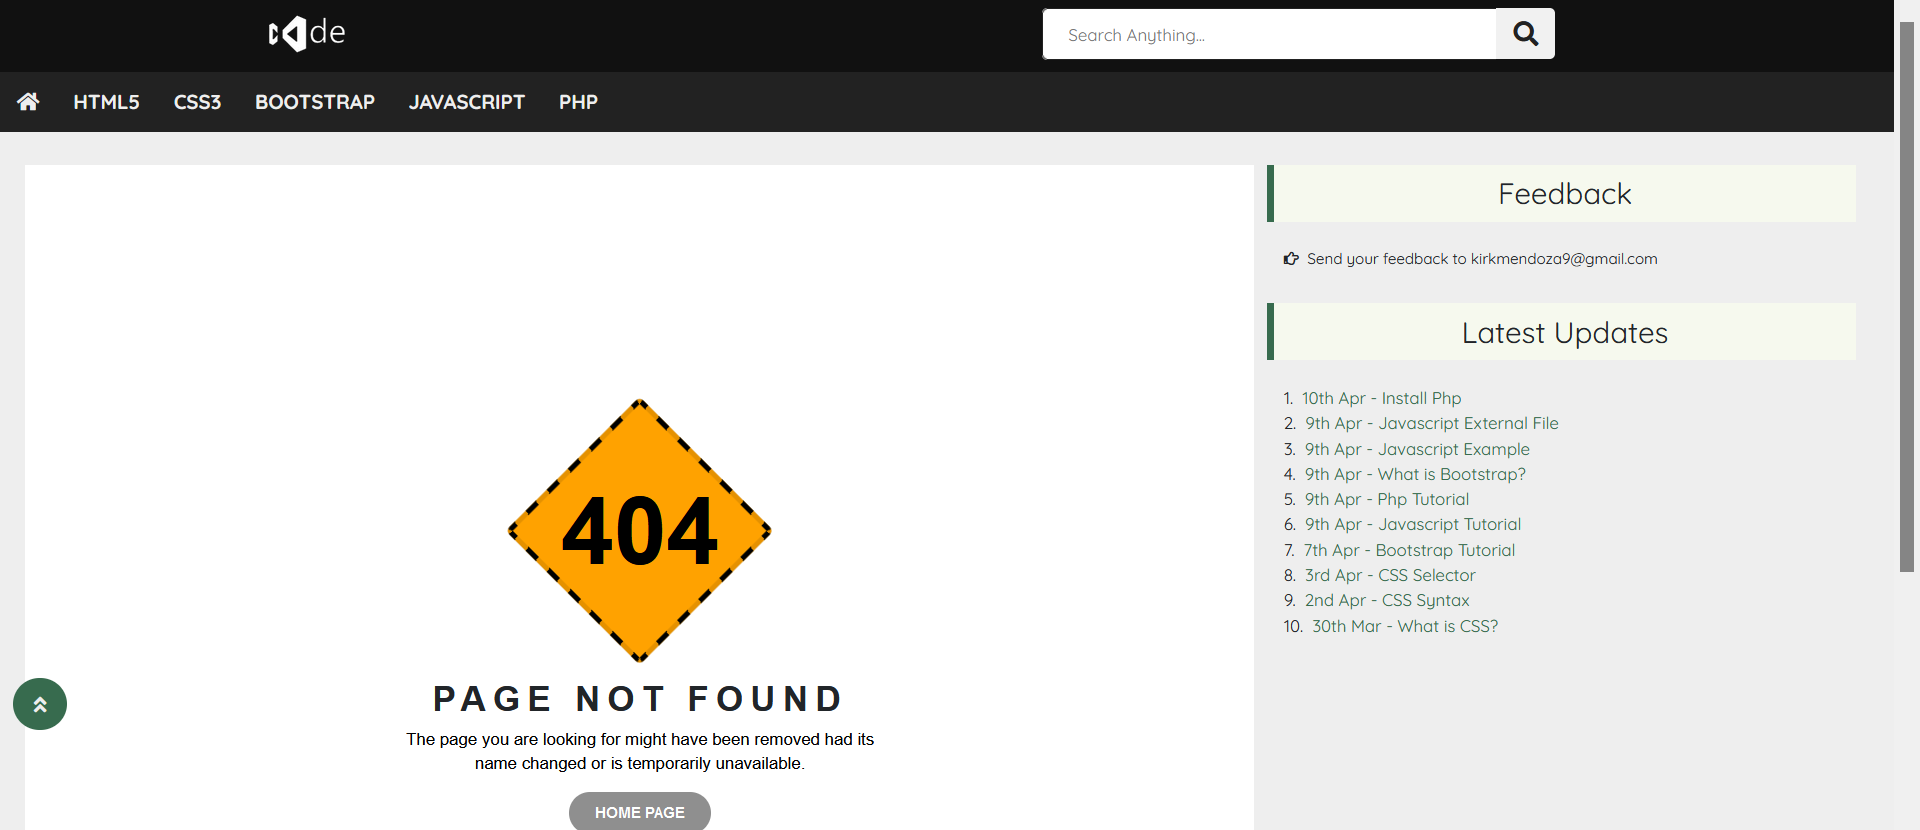 de
Search Anything...
HTML5 CSS3 BOOTSTRAP JAVASCRIPT PHP
404
PAGE NOT FOUND
The page you are looking for might have been removed had its
name changed or is temporarily unavailable.
HOME PAGE
Feedback
Send your feedback to kirkmendoza9@gmail.com
Latest Updates
1. 10th Apr - Install Php
2. 9th Apr - Javascript External File
3. 9th Apr - Javascript Example
4. 9th Apr - What is Bootstrap?
5. 9th Apr - Php Tutorial
6. 9th Apr - Javascript Tutorial
7. 7th Apr - Bootstrap Tutorial
8. 3rd Apr - CSS Selector
9. 2nd Apr - CSS Syntax
10. 30th Mar - What is CSS?